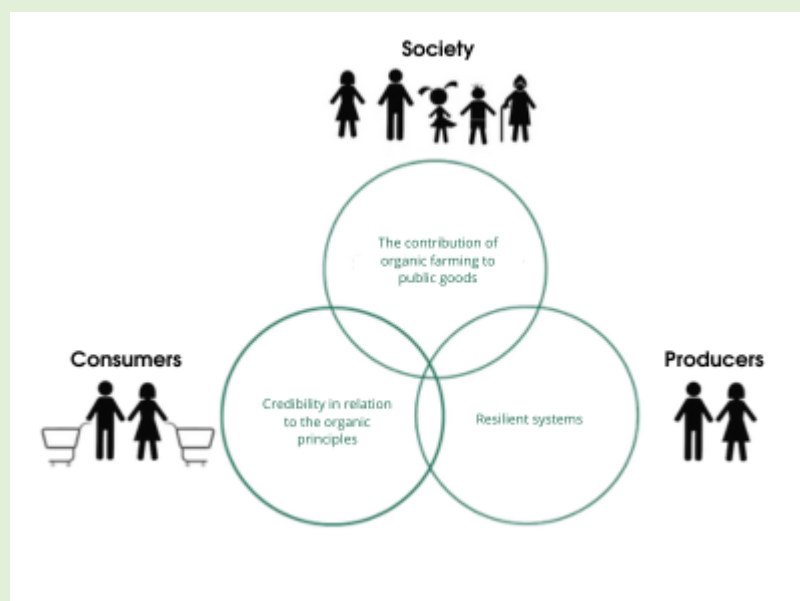 Society
The contribution of
organic farming to
public goods
Consumers
Producers
Credibility in relation
to the organic
principles
Resilient systems